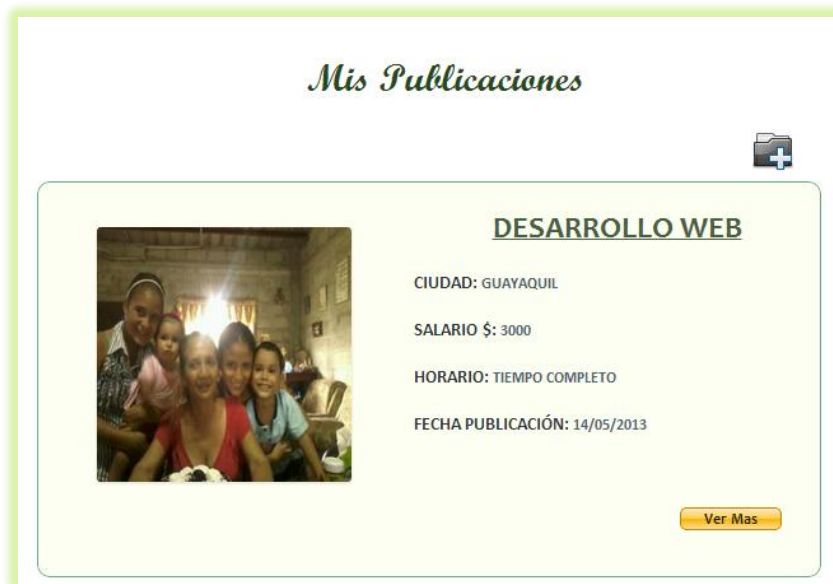 Mis Publicaciones
DESARROLLO WEB
CIUDAD: GUAYAQUIL
SALARIO $: 3000
HORARIO: TIEMPO COMPLETO
FECHA PUBLICACIÓN: 14/05/2013
Ver Mas